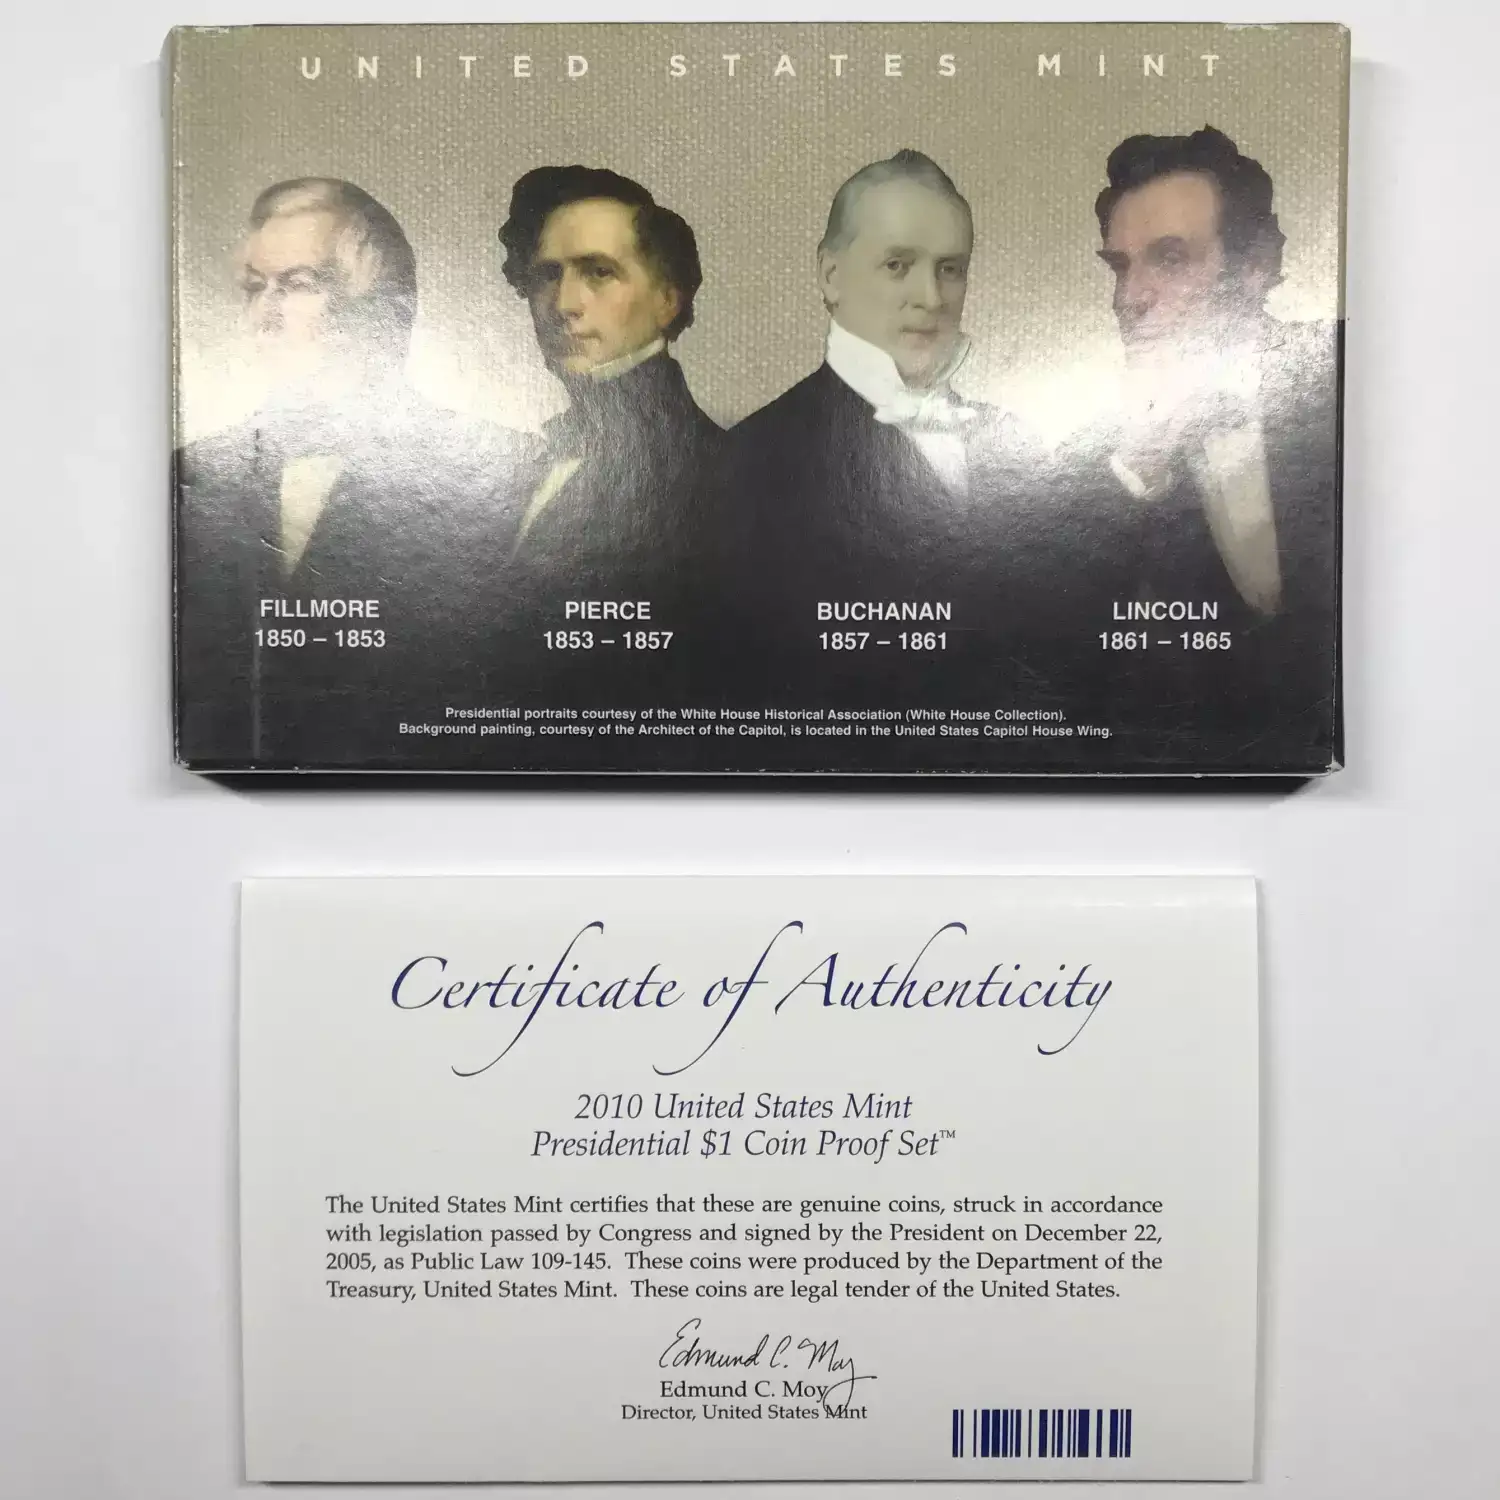 UNITED STATES MINT
FILLMORE
1850 – 1853
PIERCE
1853 – 1857
BUCHANAN
1857 – 1861
LINCOLN
1861 – 1865
Presidential portraits courtesy of the White House Historical Association (White House Collection).
Background painting, courtesy of the Architect of the Capitol, is located in the United States Capitol House Wing.
Certificate of Authenticity
2010 United States Mint
Presidential $1 Coin Proof Set™
The United States Mint certifies that these are genuine coins, struck in accordance
with legislation passed by Congress and signed by the President on December 22,
2005, as Public Law 109-145. These coins were produced by the Department of the
Treasury, United States Mint. These coins are legal tender of the United States.
Edmund C. Moy
Edmund C. Moy
Director, United States Mint